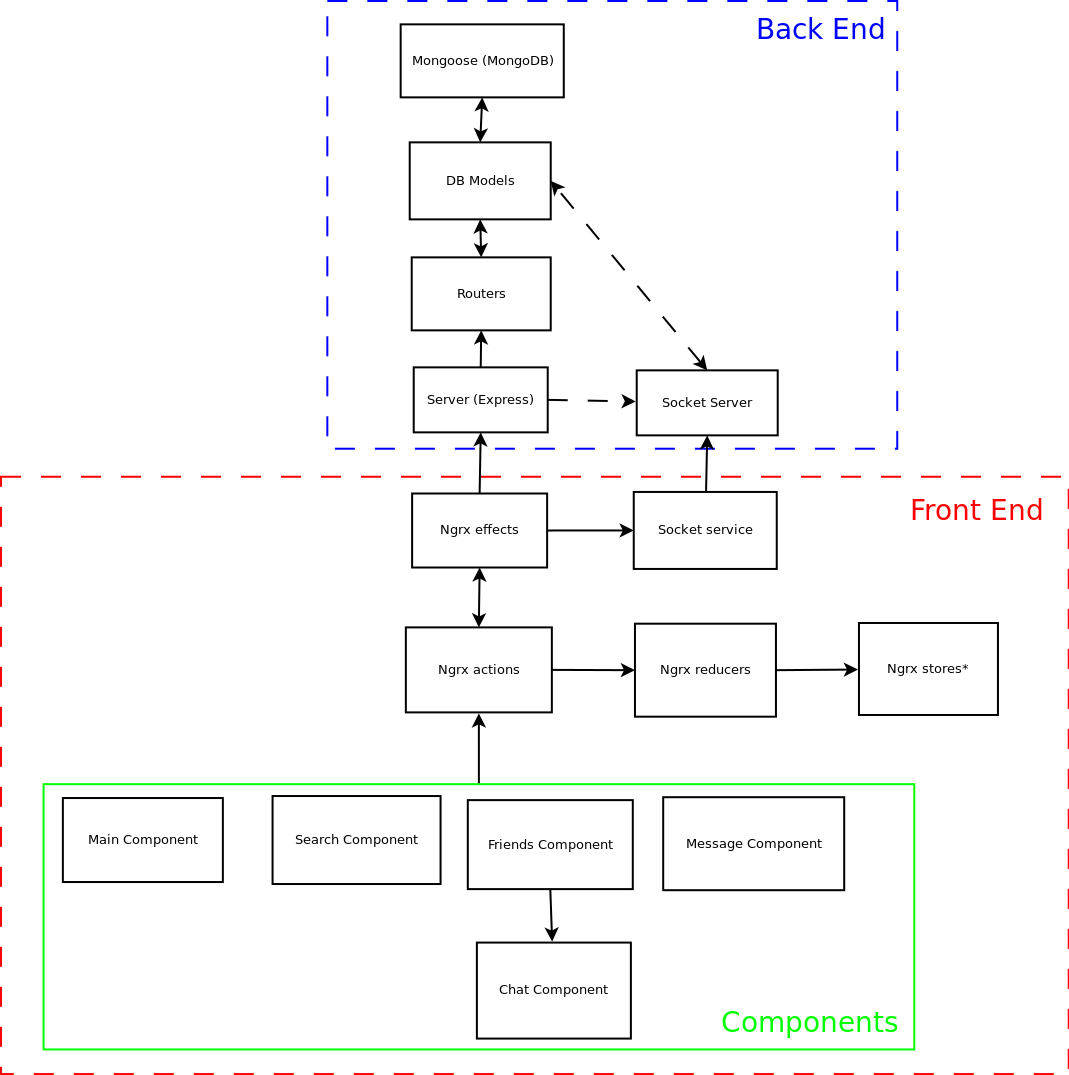 Back End
Mongoose (MongoDB)
DB Models
Routers
Server (Express)
Socket Server
Front End
Ngrx effects
Socket service
Ngrx actions
Ngrx reducers
Ngrx stores*
Main Component
Search Component
Friends Component
Message Component
Chat Component
Components